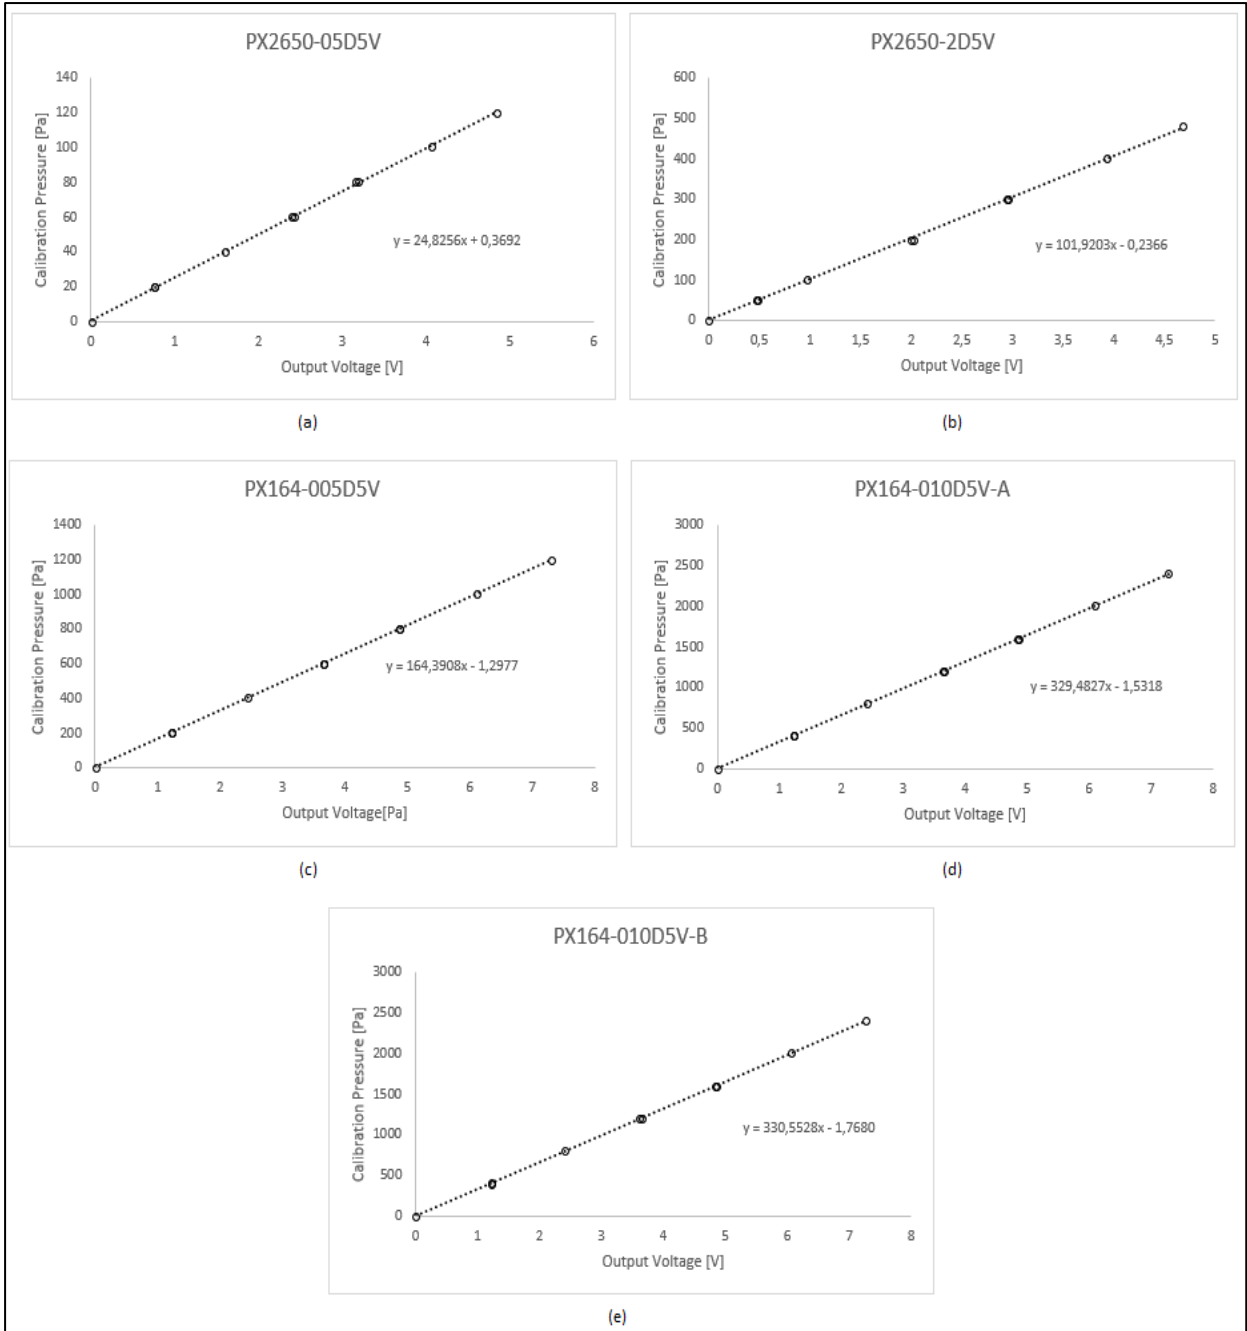 PX2650-05D5V
Calibration Pressure [Pa]
140
120
100
80
60
40
20
0
y = 24,8256x + 0,3692
0 1 2 3 4 5 6
Output Voltage [V]
(a)
PX2650-2D5V
Calibration Pressure [Pa]
600
500
400
300
200
100
0
y = 101,9203x - 0,2366
0 0,5 1 1,5 2 2,5 3 3,5 4 4,5 5
Output Voltage [V]
(b)
PX164-005D5V
Calibration Pressure [Pa]
1400
1200
1000
800
600
400
200
0
y = 164,3908x - 1,2977
0 1 2 3 4 5 6 7 8
Output Voltage[Pa]
(c)
PX164-010D5V-A
Calibration Pressure [Pa]
3000
2500
2000
1500
1000
500
0
y = 329,4827x - 1,5318
0 1 2 3 4 5 6 7 8
Output Voltage [V]
(d)
PX164-010D5V-B
Calibration Pressure [Pa]
3000
2500
2000
1500
1000
500
0
y = 330,5528x - 1,7680
0 1 2 3 4 5 6 7 8
Output Voltage [V]
(e)